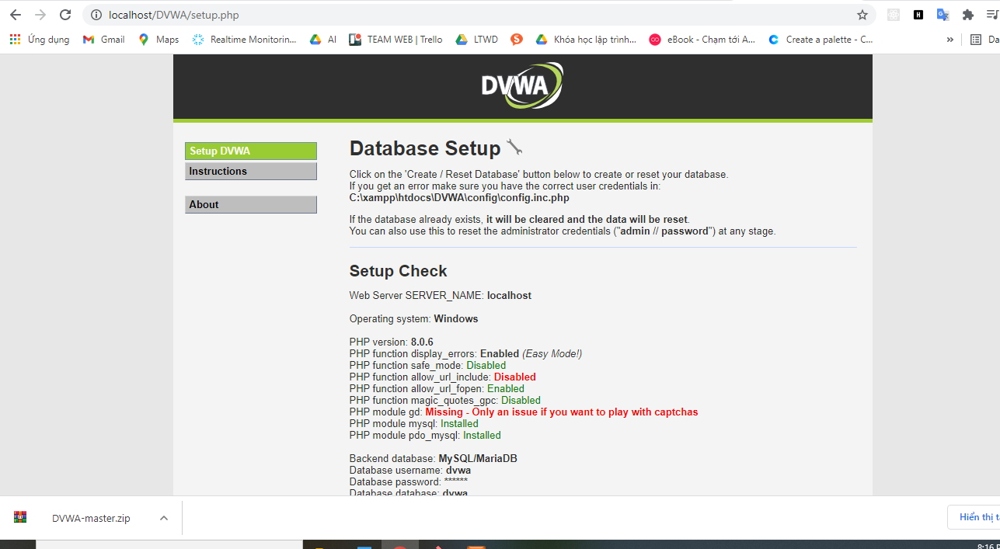 localhost/DVWA/setup.php
Ứng dụng Gmail Maps Realtime Monitorin... AI TEAM WEB | Trello LTWD Khóa học lập trình... eBook - Chạm tới A... Create a palette - C... » Da
DVWA
Setup DVWA
Instructions
About
Database Setup
Click on the 'Create / Reset Database' button below to create or reset your database.
If you get an error make sure you have the correct user credentials in:
C:\xampp\htdocs\DVWA\config\config.inc.php
If the database already exists, it will be cleared and the data will be reset.
You can also use this to reset the administrator credentials ("admin // password") at any stage.
Setup Check
Web Server SERVER_NAME: localhost
Operating system: Windows
PHP version: 8.0.6
PHP function display_errors: Enabled (Easy Mode!)
PHP function safe_mode: Disabled
PHP function allow_url_include: Disabled
PHP function allow_url_fopen: Enabled
PHP function magic_quotes_gpc: Disabled
PHP module gd: Missing - Only an issue if you want to play with captchas
PHP module mysql: Installed
PHP module pdo_mysql: Installed
Backend database: MySQL/MariaDB
Database username: dvwa
Database password: ******
Database database: dvwa
DVWA-master.zip
Hiển thị t
8:16